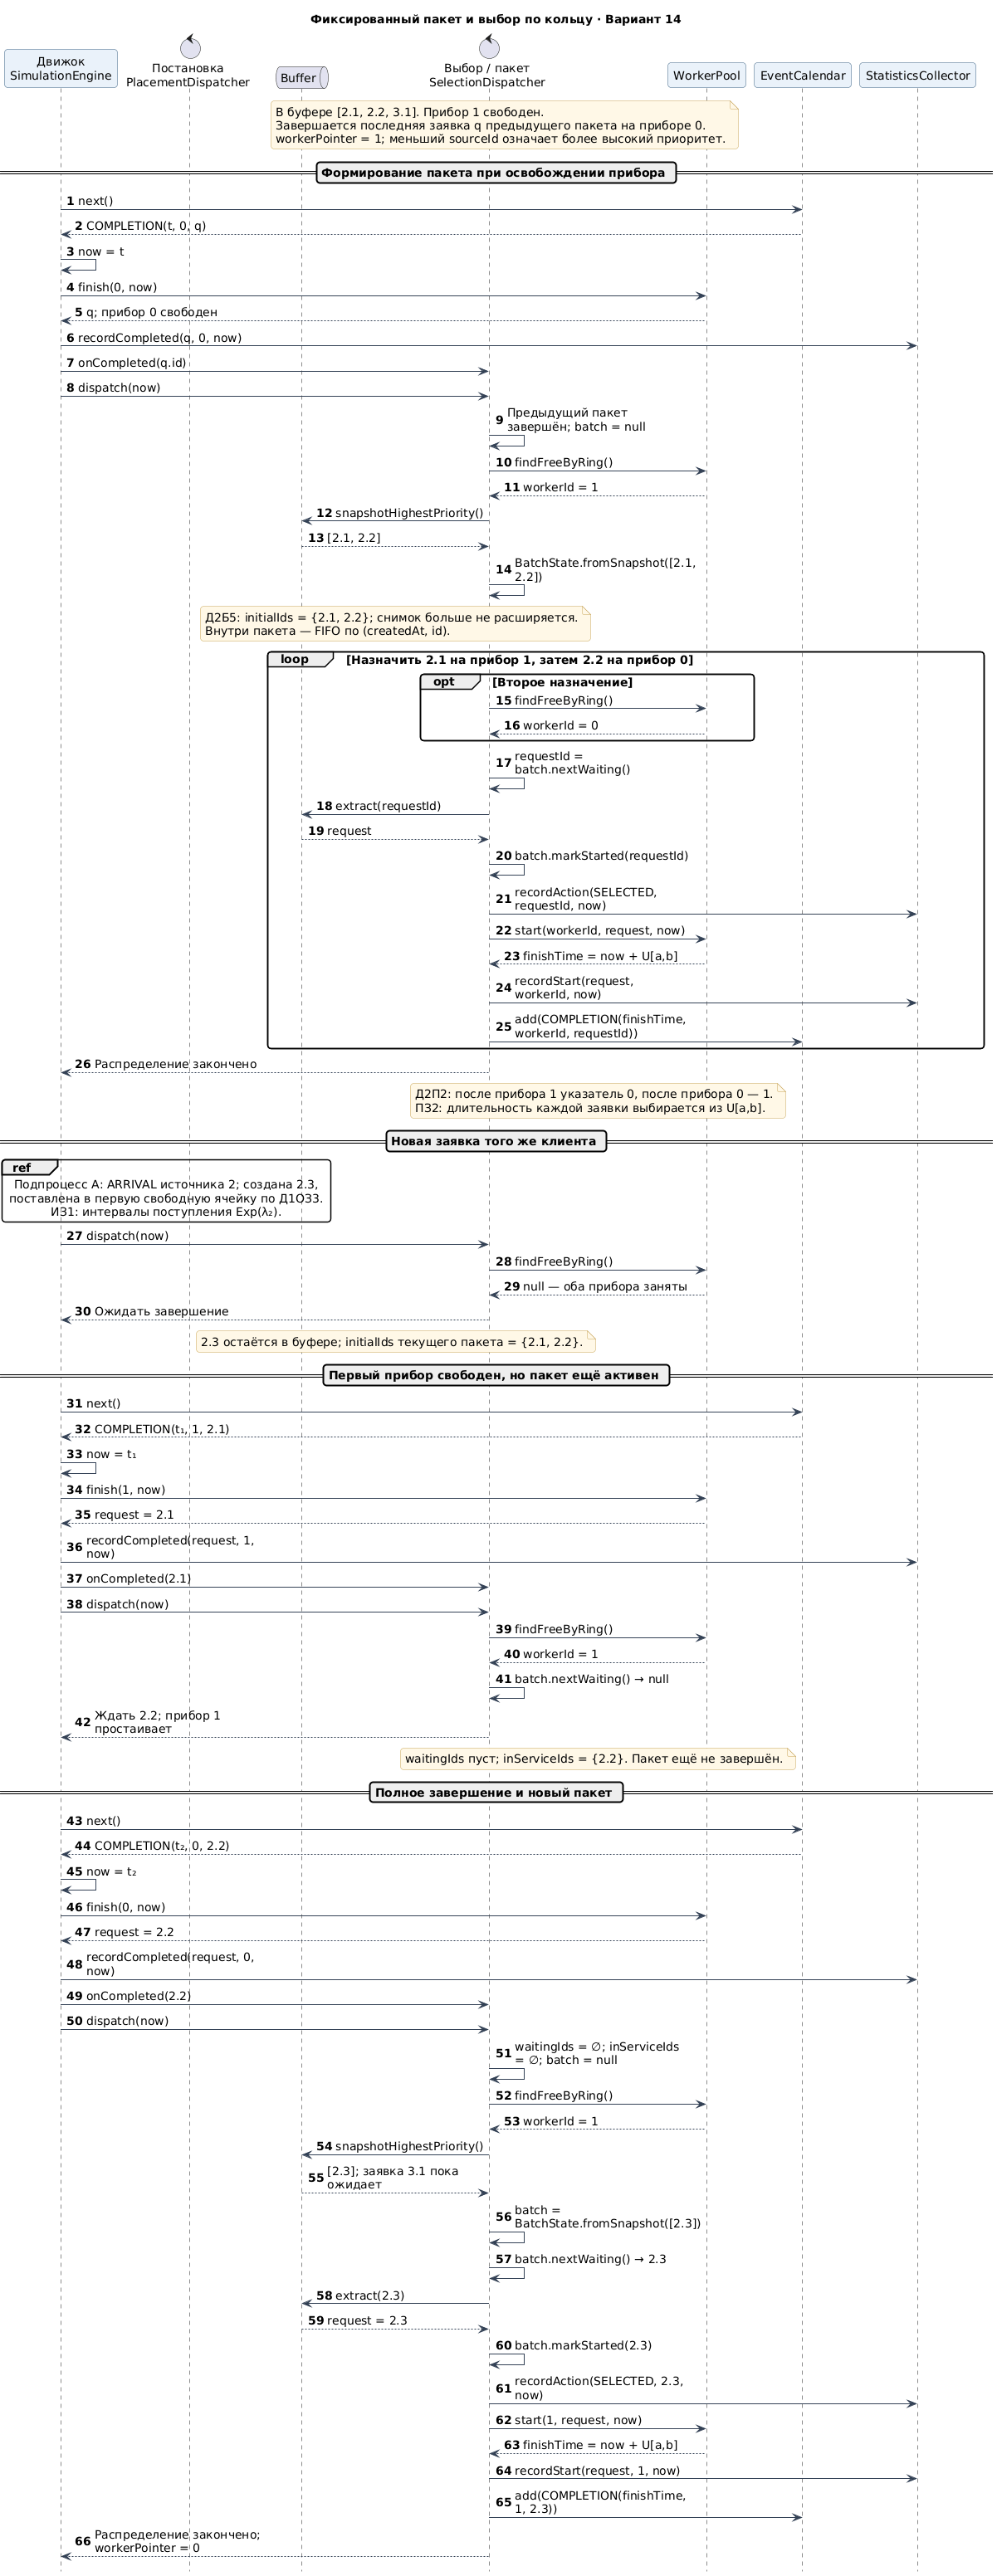 Фиксированный пакет и выбор по кольцу · Вариант 14
Движок
SimulationEngine
Постановка
PlacementDispatcher
Buffer
Выбор / пакет
SelectionDispatcher
WorkerPool
EventCalendar
StatisticsCollector
В буфере [2.1, 2.2, 3.1]. Прибор 1 свободен.
Завершается последняя заявка q предыдущего пакета на приборе 0.
workerPointer = 1; меньший sourceId означает более высокий приоритет.
Формирование пакета при освобождении прибора
1 next()
2 COMPLETION(t, 0, q)
3 now = t
4 finish(0, now)
5 q; прибор 0 свободен
6 recordCompleted(q, 0, now)
7 onCompleted(q.id)
8 dispatch(now)
9 Предыдущий пакет
завершён; batch = null
10 findFreeByRing()
11 workerId = 1
12 snapshotHighestPriority()
13 [2.1, 2.2]
14 BatchState.fromSnapshot([2.1,
2.2])
Д2Б5: initialIds = {2.1, 2.2}; снимок больше не расширяется.
Внутри пакета — FIFO по (createdAt, id).
loop [Назначить 2.1 на прибор 1, затем 2.2 на прибор 0]
opt [Второе назначение]
15 findFreeByRing()
16 workerId = 0
17 requestId =
batch.nextWaiting()
18 extract(requestId)
19 request
20 batch.markStarted(requestId)
21 recordAction(SELECTED,
requestId, now)
22 start(workerId, request, now)
23 finishTime = now + U[a,b]
24 recordStart(request,
workerId, now)
25 add(COMPLETION(finishTime,
workerId, requestId))
26 Распределение закончено
Д2П2: после прибора 1 указатель 0, после прибора 0 — 1.
ПЗ2: длительность каждой заявки выбирается из U[a,b].
Новая заявка того же клиента
ref
Подпроцесс A: ARRIVAL источника 2; создана 2.3,
поставлена в первую свободную ячейку по Д1ОЗ3.
ИЗ1: интервалы поступления Exp(λ₂).
27 dispatch(now)
28 findFreeByRing()
29 null — оба прибора заняты
30 Ожидать завершение
2.3 остаётся в буфере; initialIds текущего пакета = {2.1, 2.2}.
Первый прибор свободен, но пакет ещё активен
31 next()
32 COMPLETION(t₁, 1, 2.1)
33 now = t₁
34 finish(1, now)
35 request = 2.1
36 recordCompleted(request, 1,
now)
37 onCompleted(2.1)
38 dispatch(now)
39 findFreeByRing()
40 workerId = 1
41 batch.nextWaiting() → null
42 Ждать 2.2; прибор 1
простаивает
waitingIds пуст; inServiceIds = {2.2}. Пакет ещё не завершён.
Полное завершение и новый пакет
43 next()
44 COMPLETION(t₂, 0, 2.2)
45 now = t₂
46 finish(0, now)
47 request = 2.2
48 recordCompleted(request, 0,
now)
49 onCompleted(2.2)
50 dispatch(now)
51 waitingIds = ∅; inServiceIds
= ∅; batch = null
52 findFreeByRing()
53 workerId = 1
54 snapshotHighestPriority()
55 [2.3]; заявка 3.1 пока
ожидает
56 batch =
BatchState.fromSnapshot([2.3])
57 batch.nextWaiting() → 2.3
58 extract(2.3)
59 request = 2.3
60 batch.markStarted(2.3)
61 recordAction(SELECTED, 2.3,
now)
62 start(1, request, now)
63 finishTime = now + U[a,b]
64 recordStart(request, 1, now)
65 add(COMPLETION(finishTime,
1, 2.3))
66 Распределение закончено;
workerPointer = 0